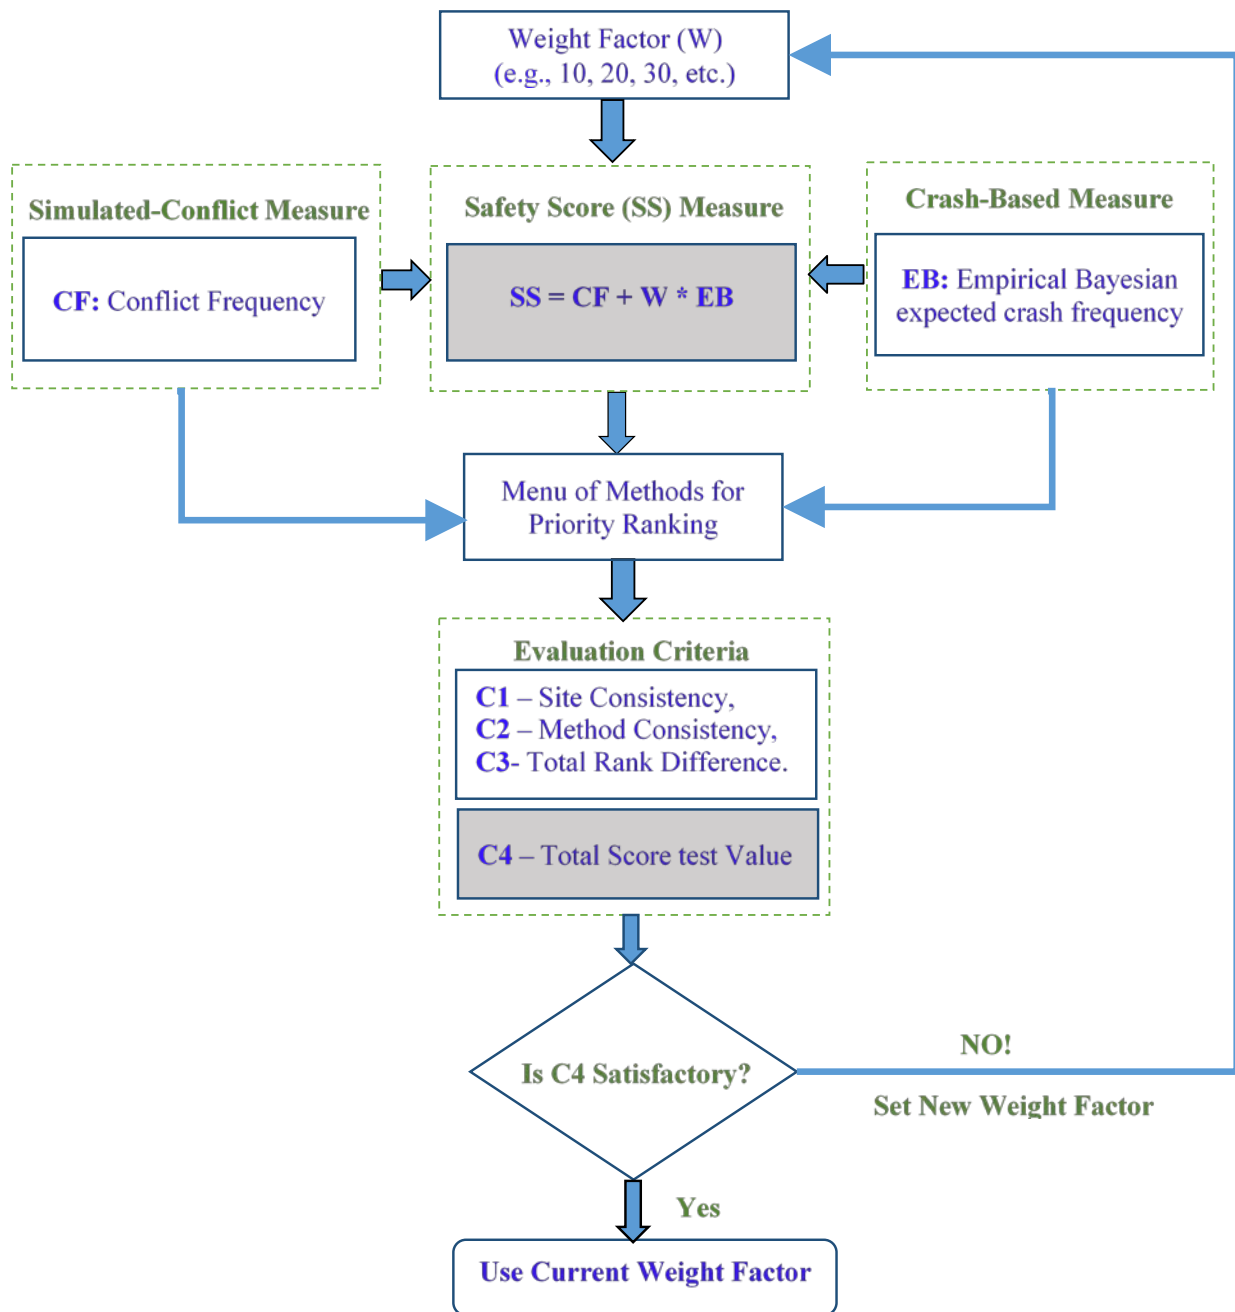 Weight Factor (W)
(e.g., 10, 20, 30, etc.)
Simulated-Conflict Measure
CF: Conflict Frequency
Safety Score (SS) Measure
SS = CF + W * EB
Crash-Based Measure
EB: Empirical Bayesian
expected crash frequency
Menu of Methods for
Priority Ranking
Evaluation Criteria
C1 – Site Consistency,
C2 – Method Consistency,
C3- Total Rank Difference.
C4 – Total Score test Value
Is C4 Satisfactory?
NO!
Set New Weight Factor
Yes
Use Current Weight Factor